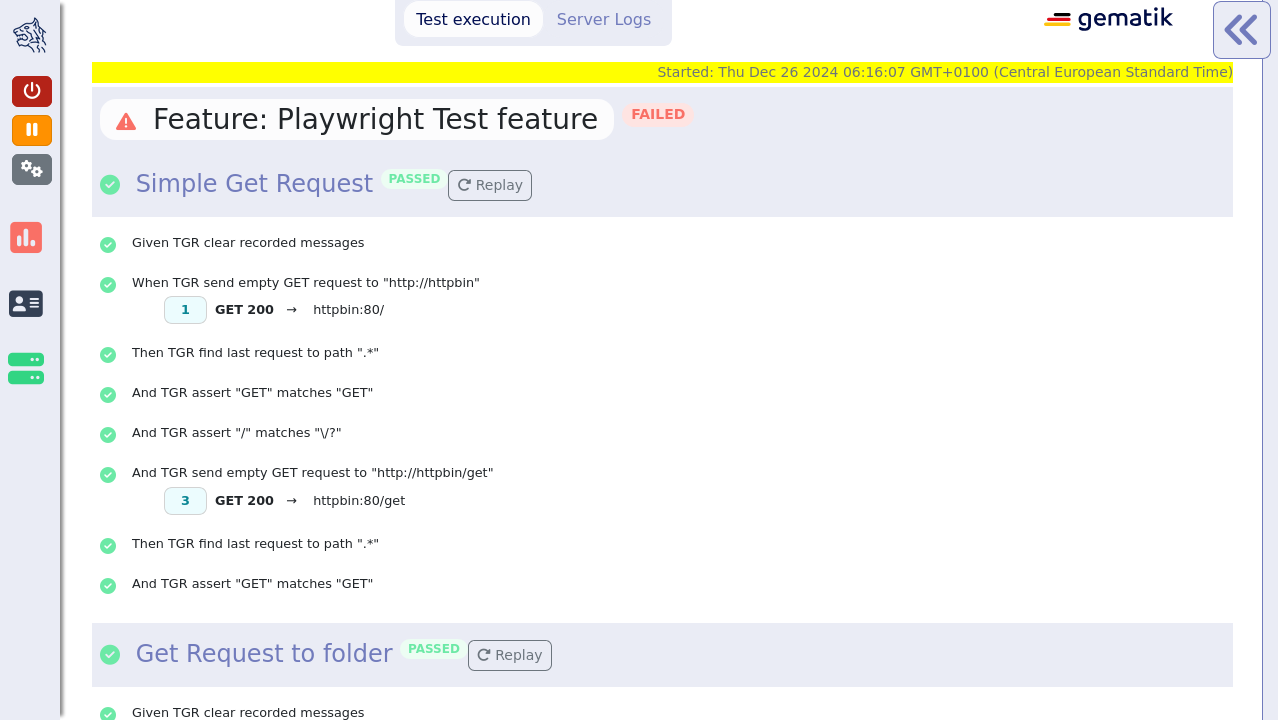 Test execution
Server Logs
gematik
Started: Thu Dec 26 2024 06:16:07 GMT+0100 (Central European Standard Time)
Feature: Playwright Test feature FAILED
Simple Get Request PASSED Replay
Given TGR clear recorded messages
When TGR send empty GET request to "http://httpbin"
1 GET 200 → httpbin:80/
Then TGR find last request to path ".*"
And TGR assert "GET" matches "GET"
And TGR assert "/" matches "\/?"
And TGR send empty GET request to "http://httpbin/get"
3 GET 200 → httpbin:80/get
Then TGR find last request to path ".*"
And TGR assert "GET" matches "GET"
Get Request to folder PASSED Replay
Given TGR clear recorded messages